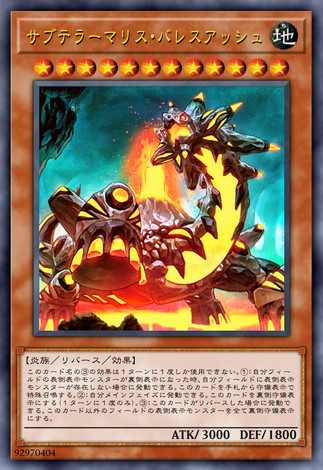 サブテラーマリス・バレスアッシュ
地
【炎族／リバース／効果】
このカード名の③の効果は１ターンに１度しか使用できない。①：自分フィー
ルドの表側表示モンスターが裏側表示になった時、自分フィールドに表側表示
モンスターが存在しない場合に発動できる。このカードを手札から守備表示で
特殊召喚する。②：自分メインフェイズに発動できる。このカードを裏側守備表
示にする（１ターンに１度のみ）。③：このカードがリバースした場合に発動で
きる。このカード以外のフィールドの表側表示モンスターを全て裏側守備表示
にする。
ATK/ 3000 DEF/1800
92970404